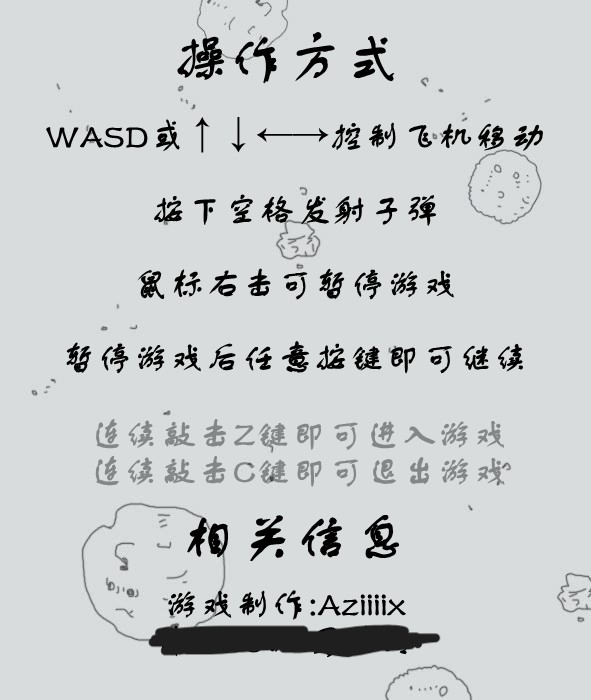 操作方式
WASD或↑↓←→控制飞机移动
按下空格发射子弹
鼠标右击可暂停游戏
暂停游戏后任意按键即可继续
连续敲击Z键即可进入游戏
连续敲击C键即可退出游戏
相关信息
游戏制作:Aziiiix